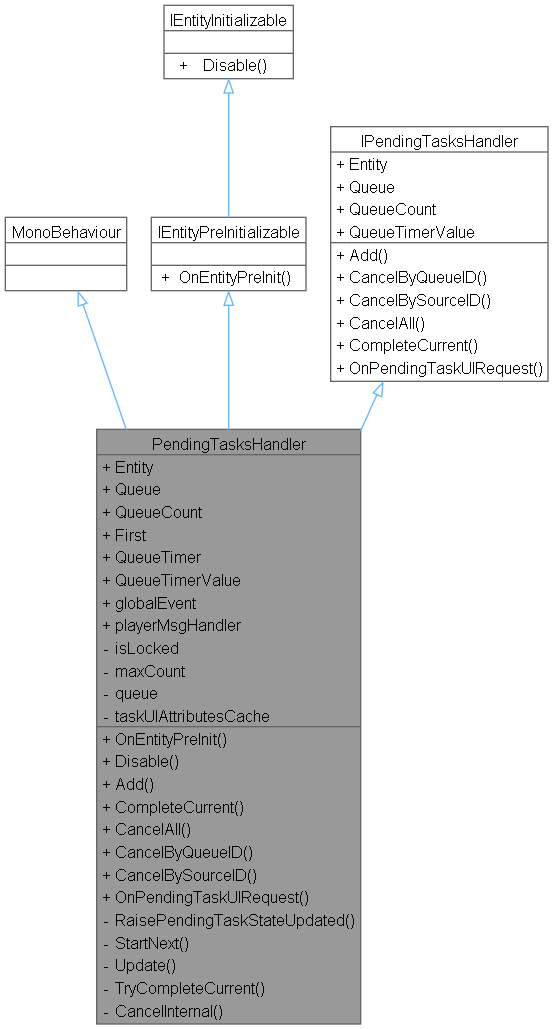 IEntityInitializable
+ Disable()
IPendingTasksHandler
+ Entity
+ Queue
+ QueueCount
+ QueueTimerValue
+ Add()
+ CancelByQueueID()
+ CancelBySourceID()
+ CancelAll()
+ CompleteCurrent()
+ OnPendingTaskUIRequest()
MonoBehaviour
IEntityPreInitializable
+ OnEntityPreInit()
PendingTasksHandler
+ Entity
+ Queue
+ QueueCount
+ First
+ QueueTimer
+ QueueTimerValue
+ globalEvent
+ playerMsgHandler
- isLocked
- maxCount
- queue
- taskUIAttributesCache
+ OnEntityPreInit()
+ Disable()
+ Add()
+ CompleteCurrent()
+ CancelAll()
+ CancelByQueueID()
+ CancelBySourceID()
+ OnPendingTaskUIRequest()
- RaisePendingTaskStateUpdated()
- StartNext()
- Update()
- TryCompleteCurrent()
- CancelInternal()